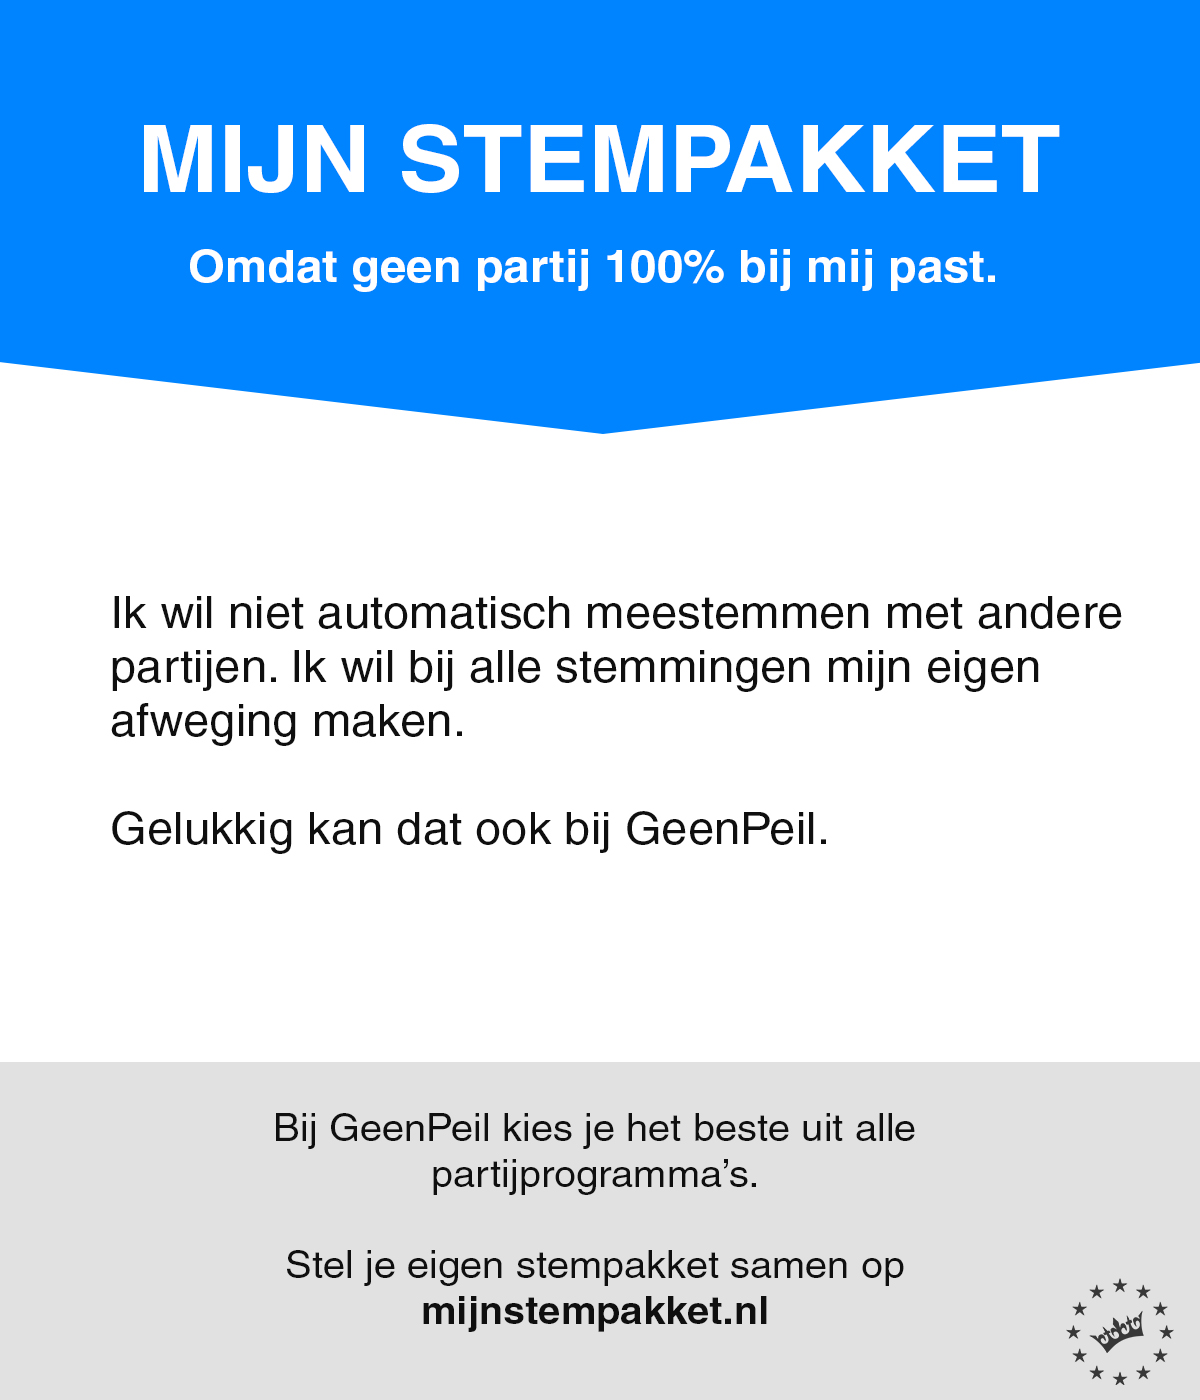 MIJN STEMPAKKET
Omdat geen partij 100% bij mij past.
Ik wil niet automatisch meestemmen met andere
partijen. Ik wil bij alle stemmingen mijn eigen
afweging maken.
Gelukkig kan dat ook bij GeenPeil.
Bij GeenPeil kies je het beste uit alle
partijprogramma’s.
Stel je eigen stempakket samen op
mijnstempakket.nl